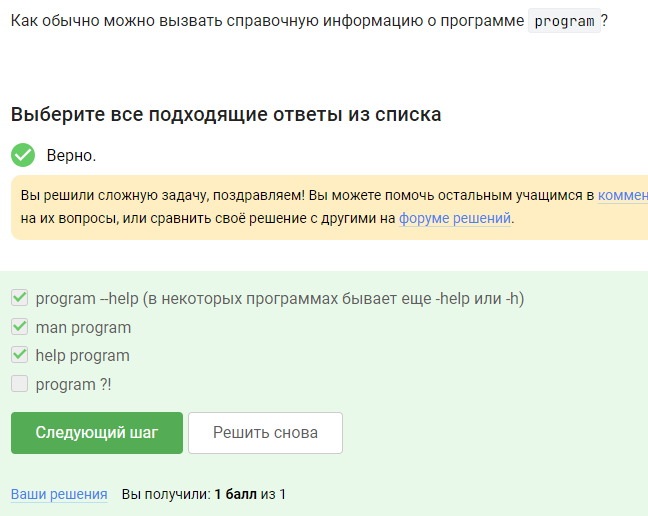 Как обычно можно вызвать справочную информацию о программе program?
Выберите все подходящие ответы из списка
Верно.
Вы решили сложную задачу, поздравляем! Вы можете помочь остальным учащимся в коммен
на их вопросы, или сравнить своё решение с другими на форуме решений.
program --help (в некоторых программах бывает еще -help или -h)
man program
help program
program ?!
Следующий шаг Решить снова
Ваши решения Вы получили: 1 балл из 1